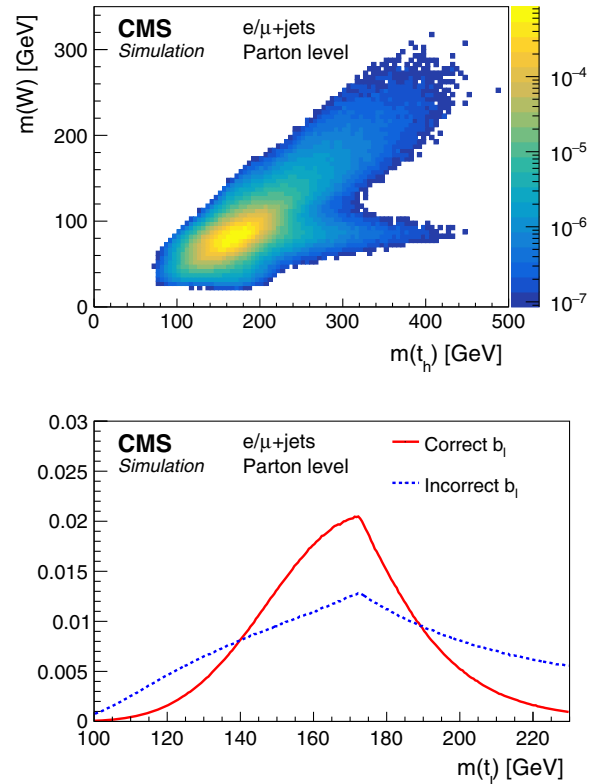 CMS
Simulation
e/μ+jets
Parton level
m(W) [GeV]
300
200
100
0
0 100 200 300 400 500
m(t_h) [GeV]
10⁻⁴
10⁻⁵
10⁻⁶
10⁻⁷
CMS
Simulation
e/μ+jets
Parton level
Correct b_l
Incorrect b_l
0.03
0.025
0.02
0.015
0.01
0.005
0
100 120 140 160 180 200 220
m(t_l) [GeV]